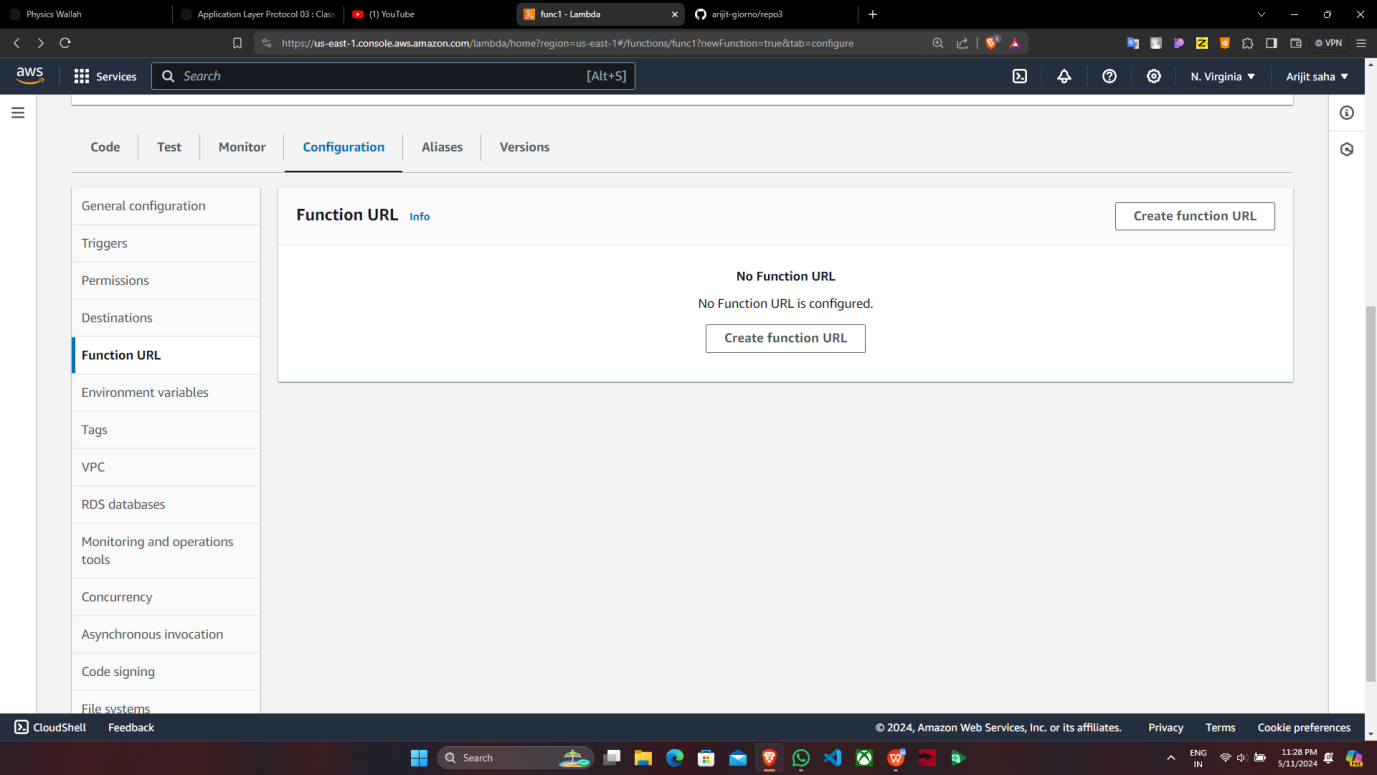 Physics Wallah
Application Layer Protocol 03 : Class
(1) YouTube
func1 - Lambda
arijit-giorno/repo3
https://us-east-1.console.aws.amazon.com/lambda/home?region=us-east-1#/functions/func1?newFunction=true&tab=configure
1
VPN
aws
Services
Search
[Alt+S]
N. Virginia
Arijit saha
Code
Test
Monitor
Configuration
Aliases
Versions
General configuration
Triggers
Permissions
Destinations
Function URL
Environment variables
Tags
VPC
RDS databases
Monitoring and operations
tools
Concurrency
Asynchronous invocation
Code signing
File systems
Function URL Info
Create function URL
No Function URL
No Function URL is configured.
Create function URL
CloudShell
Feedback
© 2024, Amazon Web Services, Inc. or its affiliates.
Privacy
Terms
Cookie preferences
Search
ENG
IN
11:28 PM
5/11/2024